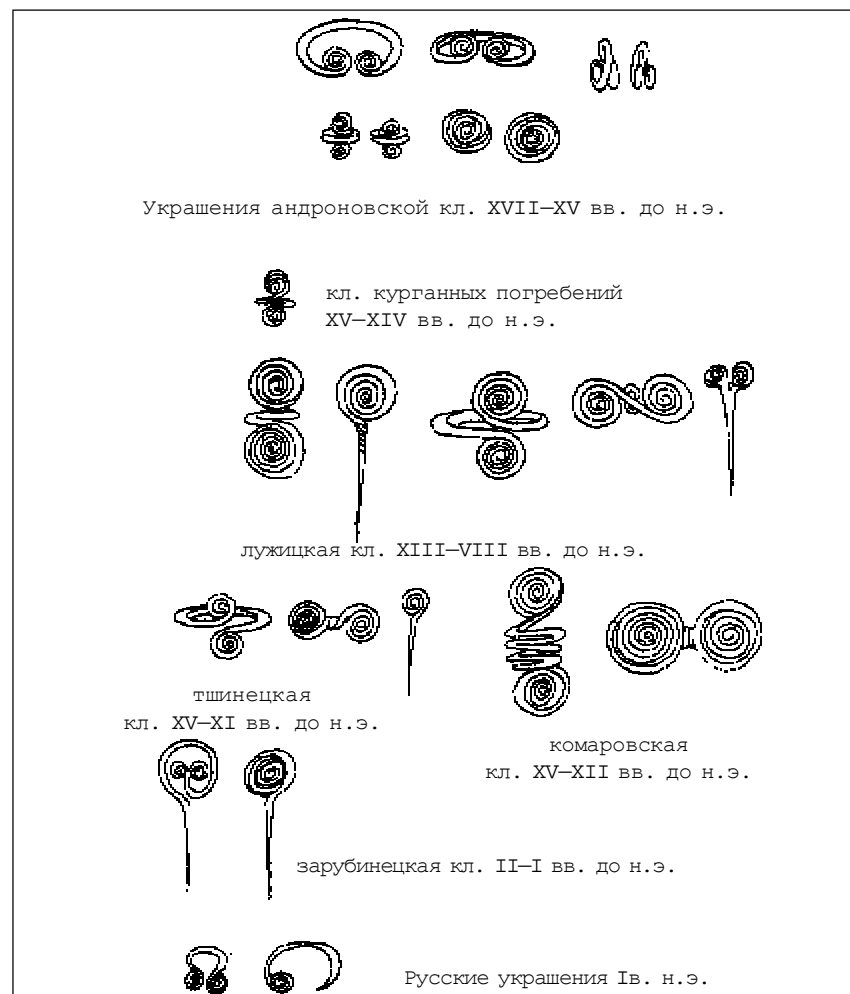 Украшения андроновской кл. XVII—XV вв. до н.э.
кл. курганных погребений
XV—XIV вв. до н.э.
лужицкая кл. XIII—VIII вв. до н.э.
тшинецкая
кл. XV—XI вв. до н.э.
комаровская
кл. XV—XII вв. до н.э.
зарубинецкая кл. II—I вв. до н.э.
Русские украшения Iв. н.э.